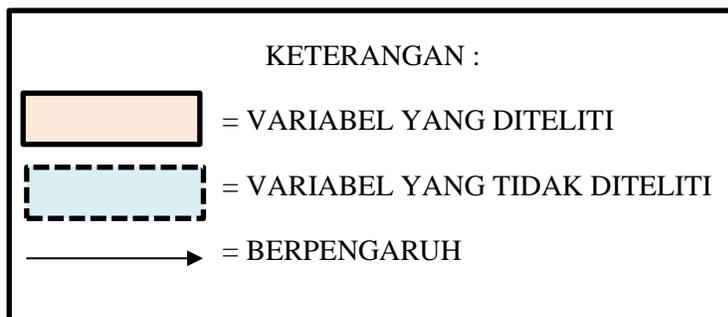 KETERANGAN :
= VARIABEL YANG DITELITI
= VARIABEL YANG TIDAK DITELITI
= BERPENGARUH